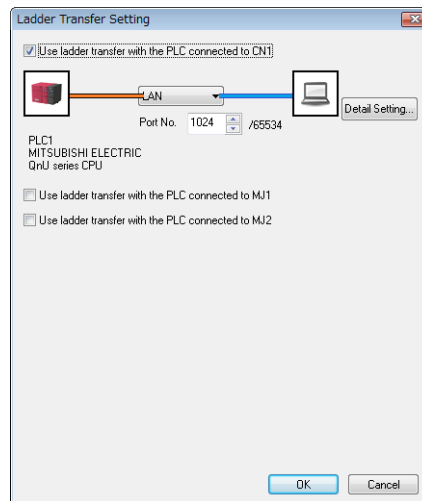 Ladder Transfer Setting
Use ladder transfer with the PLC connected to CN1
LAN
Detail Setting...
Port No. 1024 /65534
PLC1
MITSUBISHI ELECTRIC
QnU series CPU
Use ladder transfer with the PLC connected to MJ1
Use ladder transfer with the PLC connected to MJ2
OK Cancel